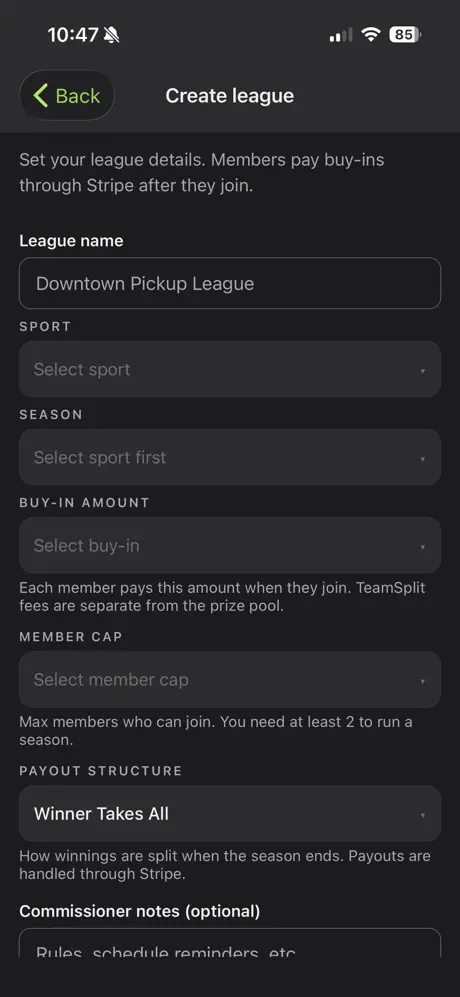 10:47
85
Back
Create league
Set your league details. Members pay buy-ins
through Stripe after they join.
League name
Downtown Pickup League
SPORT
Select sport
SEASON
Select sport first
BUY-IN AMOUNT
Select buy-in
Each member pays this amount when they join. TeamSplit
fees are separate from the prize pool.
MEMBER CAP
Select member cap
Max members who can join. You need at least 2 to run a
season.
PAYOUT STRUCTURE
Winner Takes All
How winnings are split when the season ends. Payouts are
handled through Stripe.
Commissioner notes (optional)
Rules, schedule reminders, etc